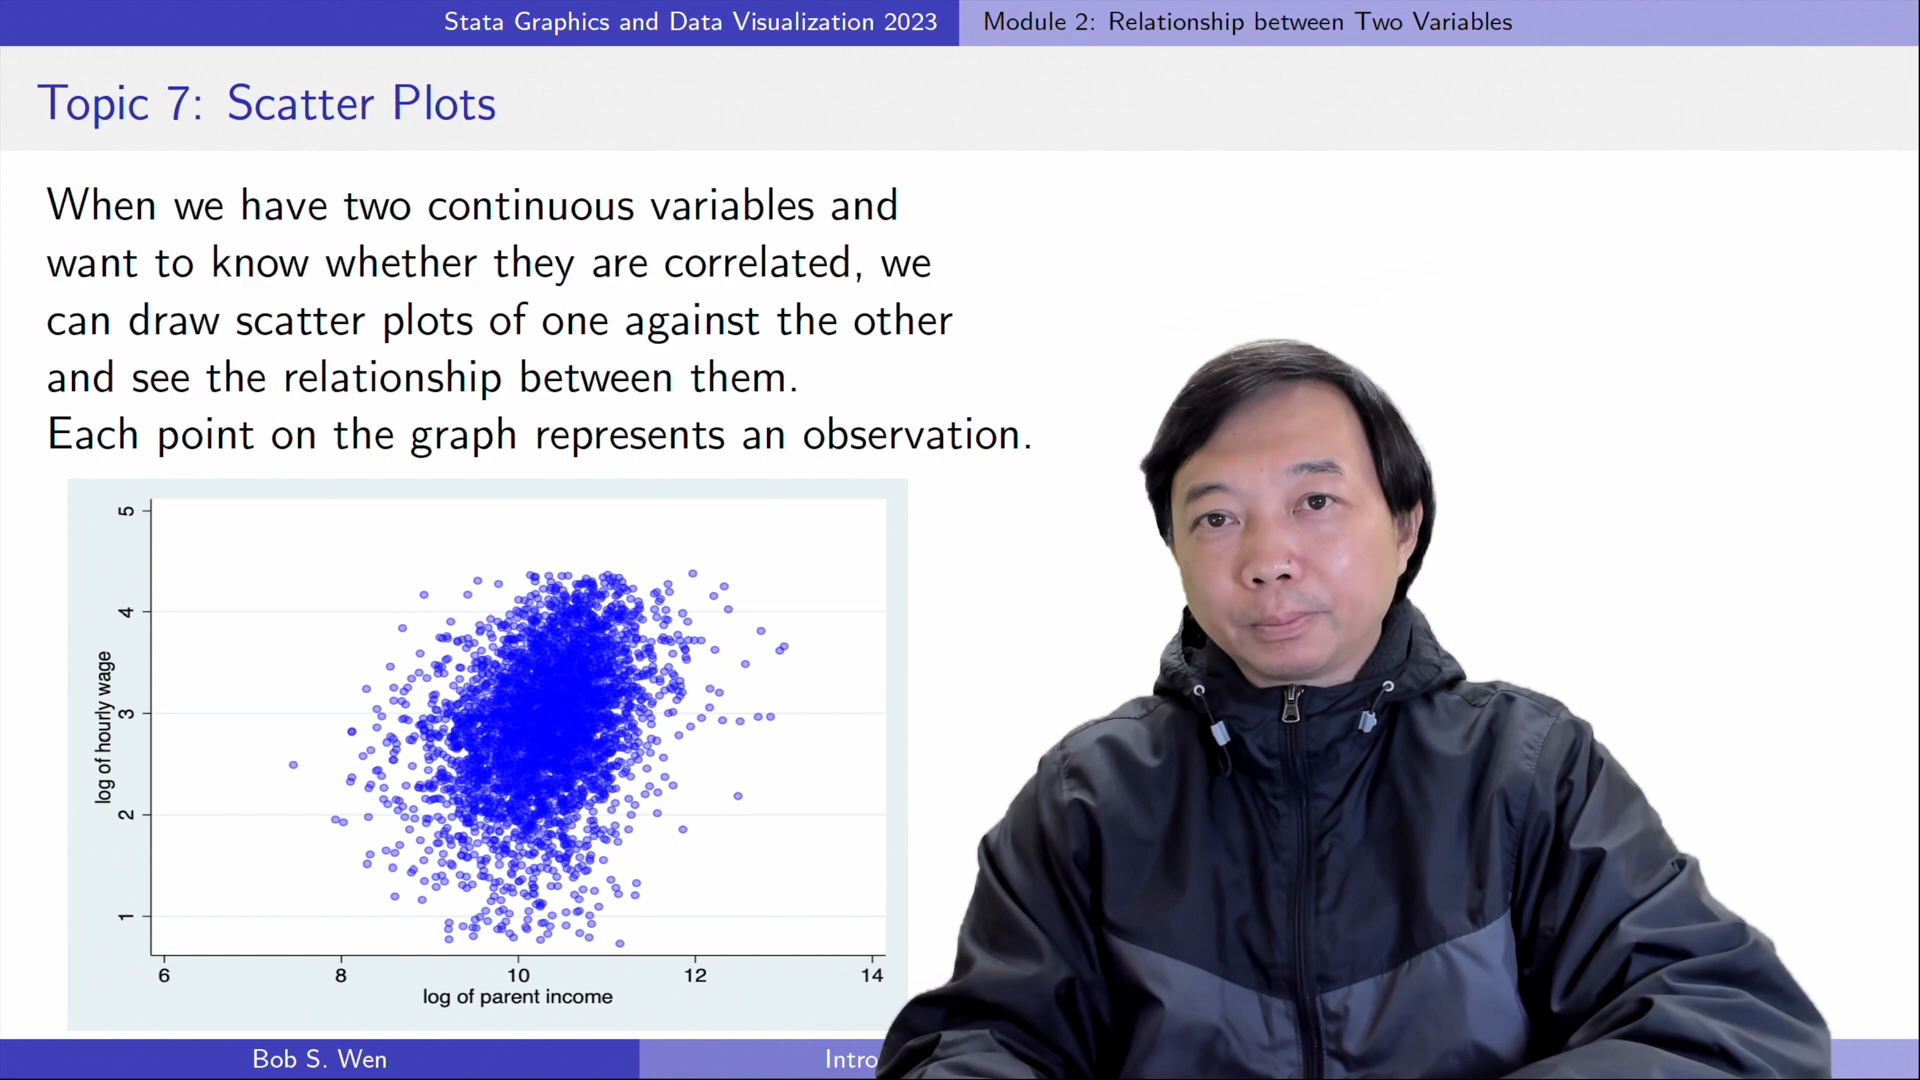 Stata Graphics and Data Visualization 2023
Module 2: Relationship between Two Variables
Topic 7: Scatter Plots
When we have two continuous variables and
want to know whether they are correlated, we
can draw scatter plots of one against the other
and see the relationship between them.
Each point on the graph represents an observation.
5
4
3
2
1
log of hourly wage
6 8 10 12 14
log of parent income
Bob S. Wen
Intro